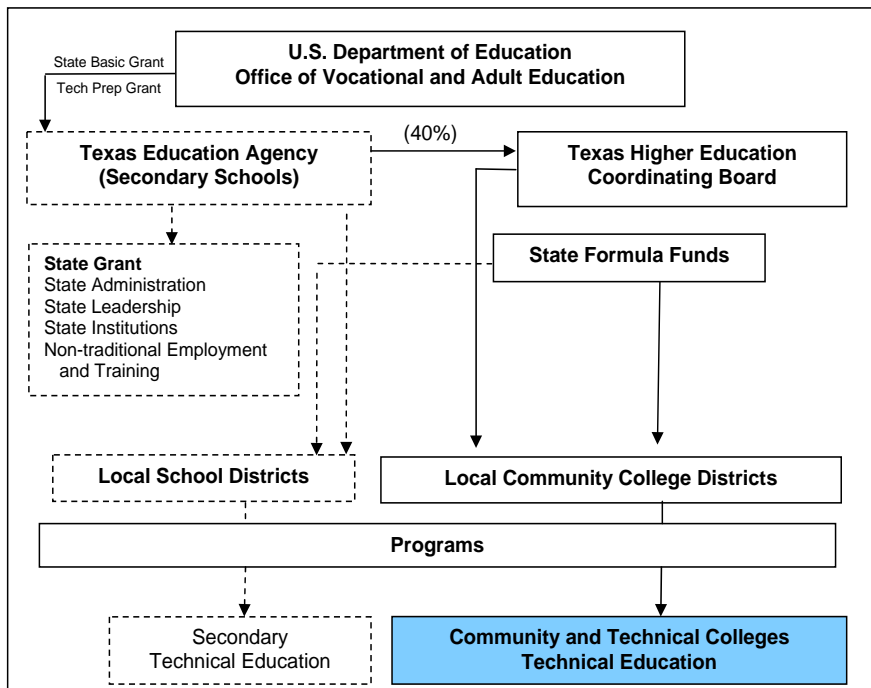 U.S. Department of Education
Office of Vocational and Adult Education
State Basic Grant
Tech Prep Grant
Texas Education Agency
(Secondary Schools)
(40%)
Texas Higher Education
Coordinating Board
State Grant
State Administration
State Leadership
State Institutions
Non-traditional Employment
and Training
State Formula Funds
Local School Districts
Local Community College Districts
Programs
Secondary
Technical Education
Community and Technical Colleges
Technical Education